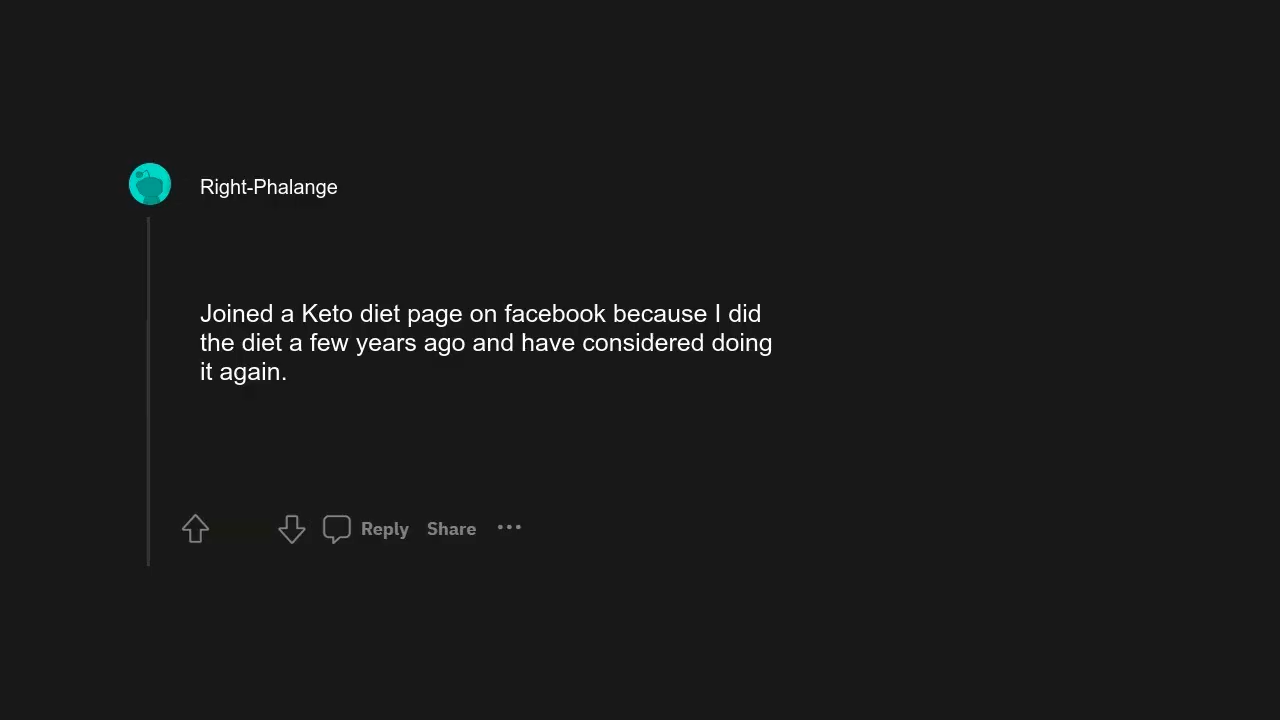 Right-Phalange
Joined a Keto diet page on facebook because I did
the diet a few years ago and have considered doing
it again.
Reply Share